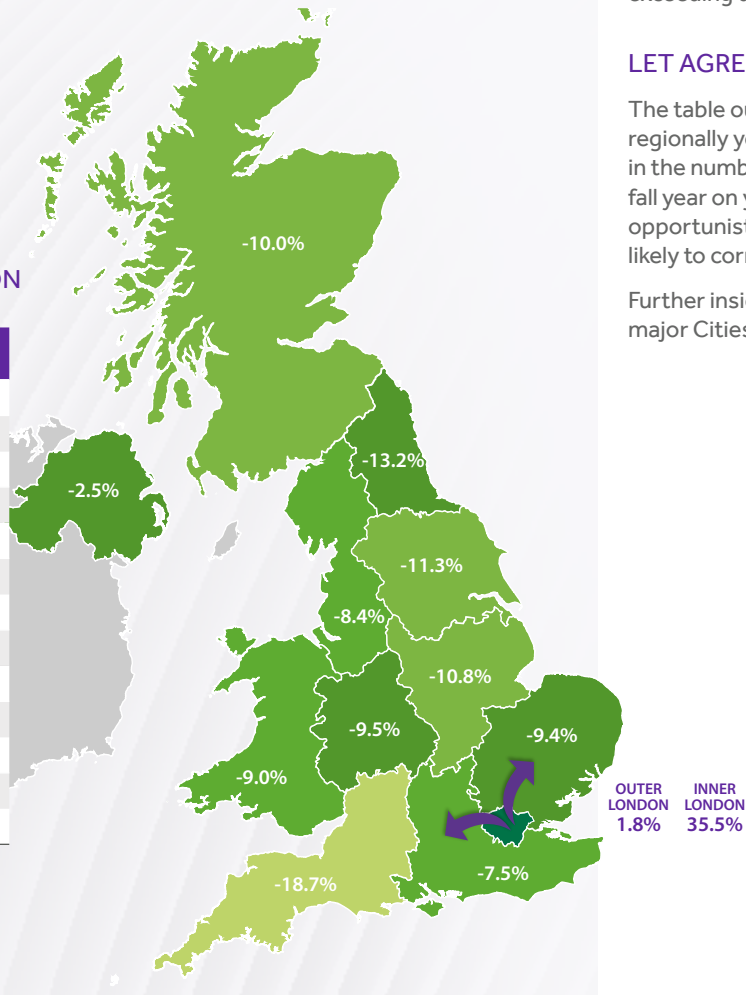 LET AGRE
The table ou
regionally ye
in the numb
fall year on y
opportunist
likely to corr
Further insi
major Cities
ON
-10.0%
-2.5%
-13.2%
-11.3%
-8.4%
-10.8%
-9.5%
-9.4%
-9.0%
OUTER
LONDON
1.8%
INNER
LONDON
35.5%
-7.5%
-18.7%